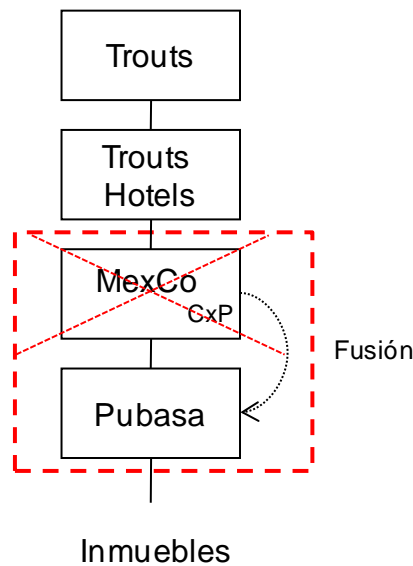 Trouts
Trouts
Hotels
MexCo
CxP
Fusión
Pubasa
Inmuebles